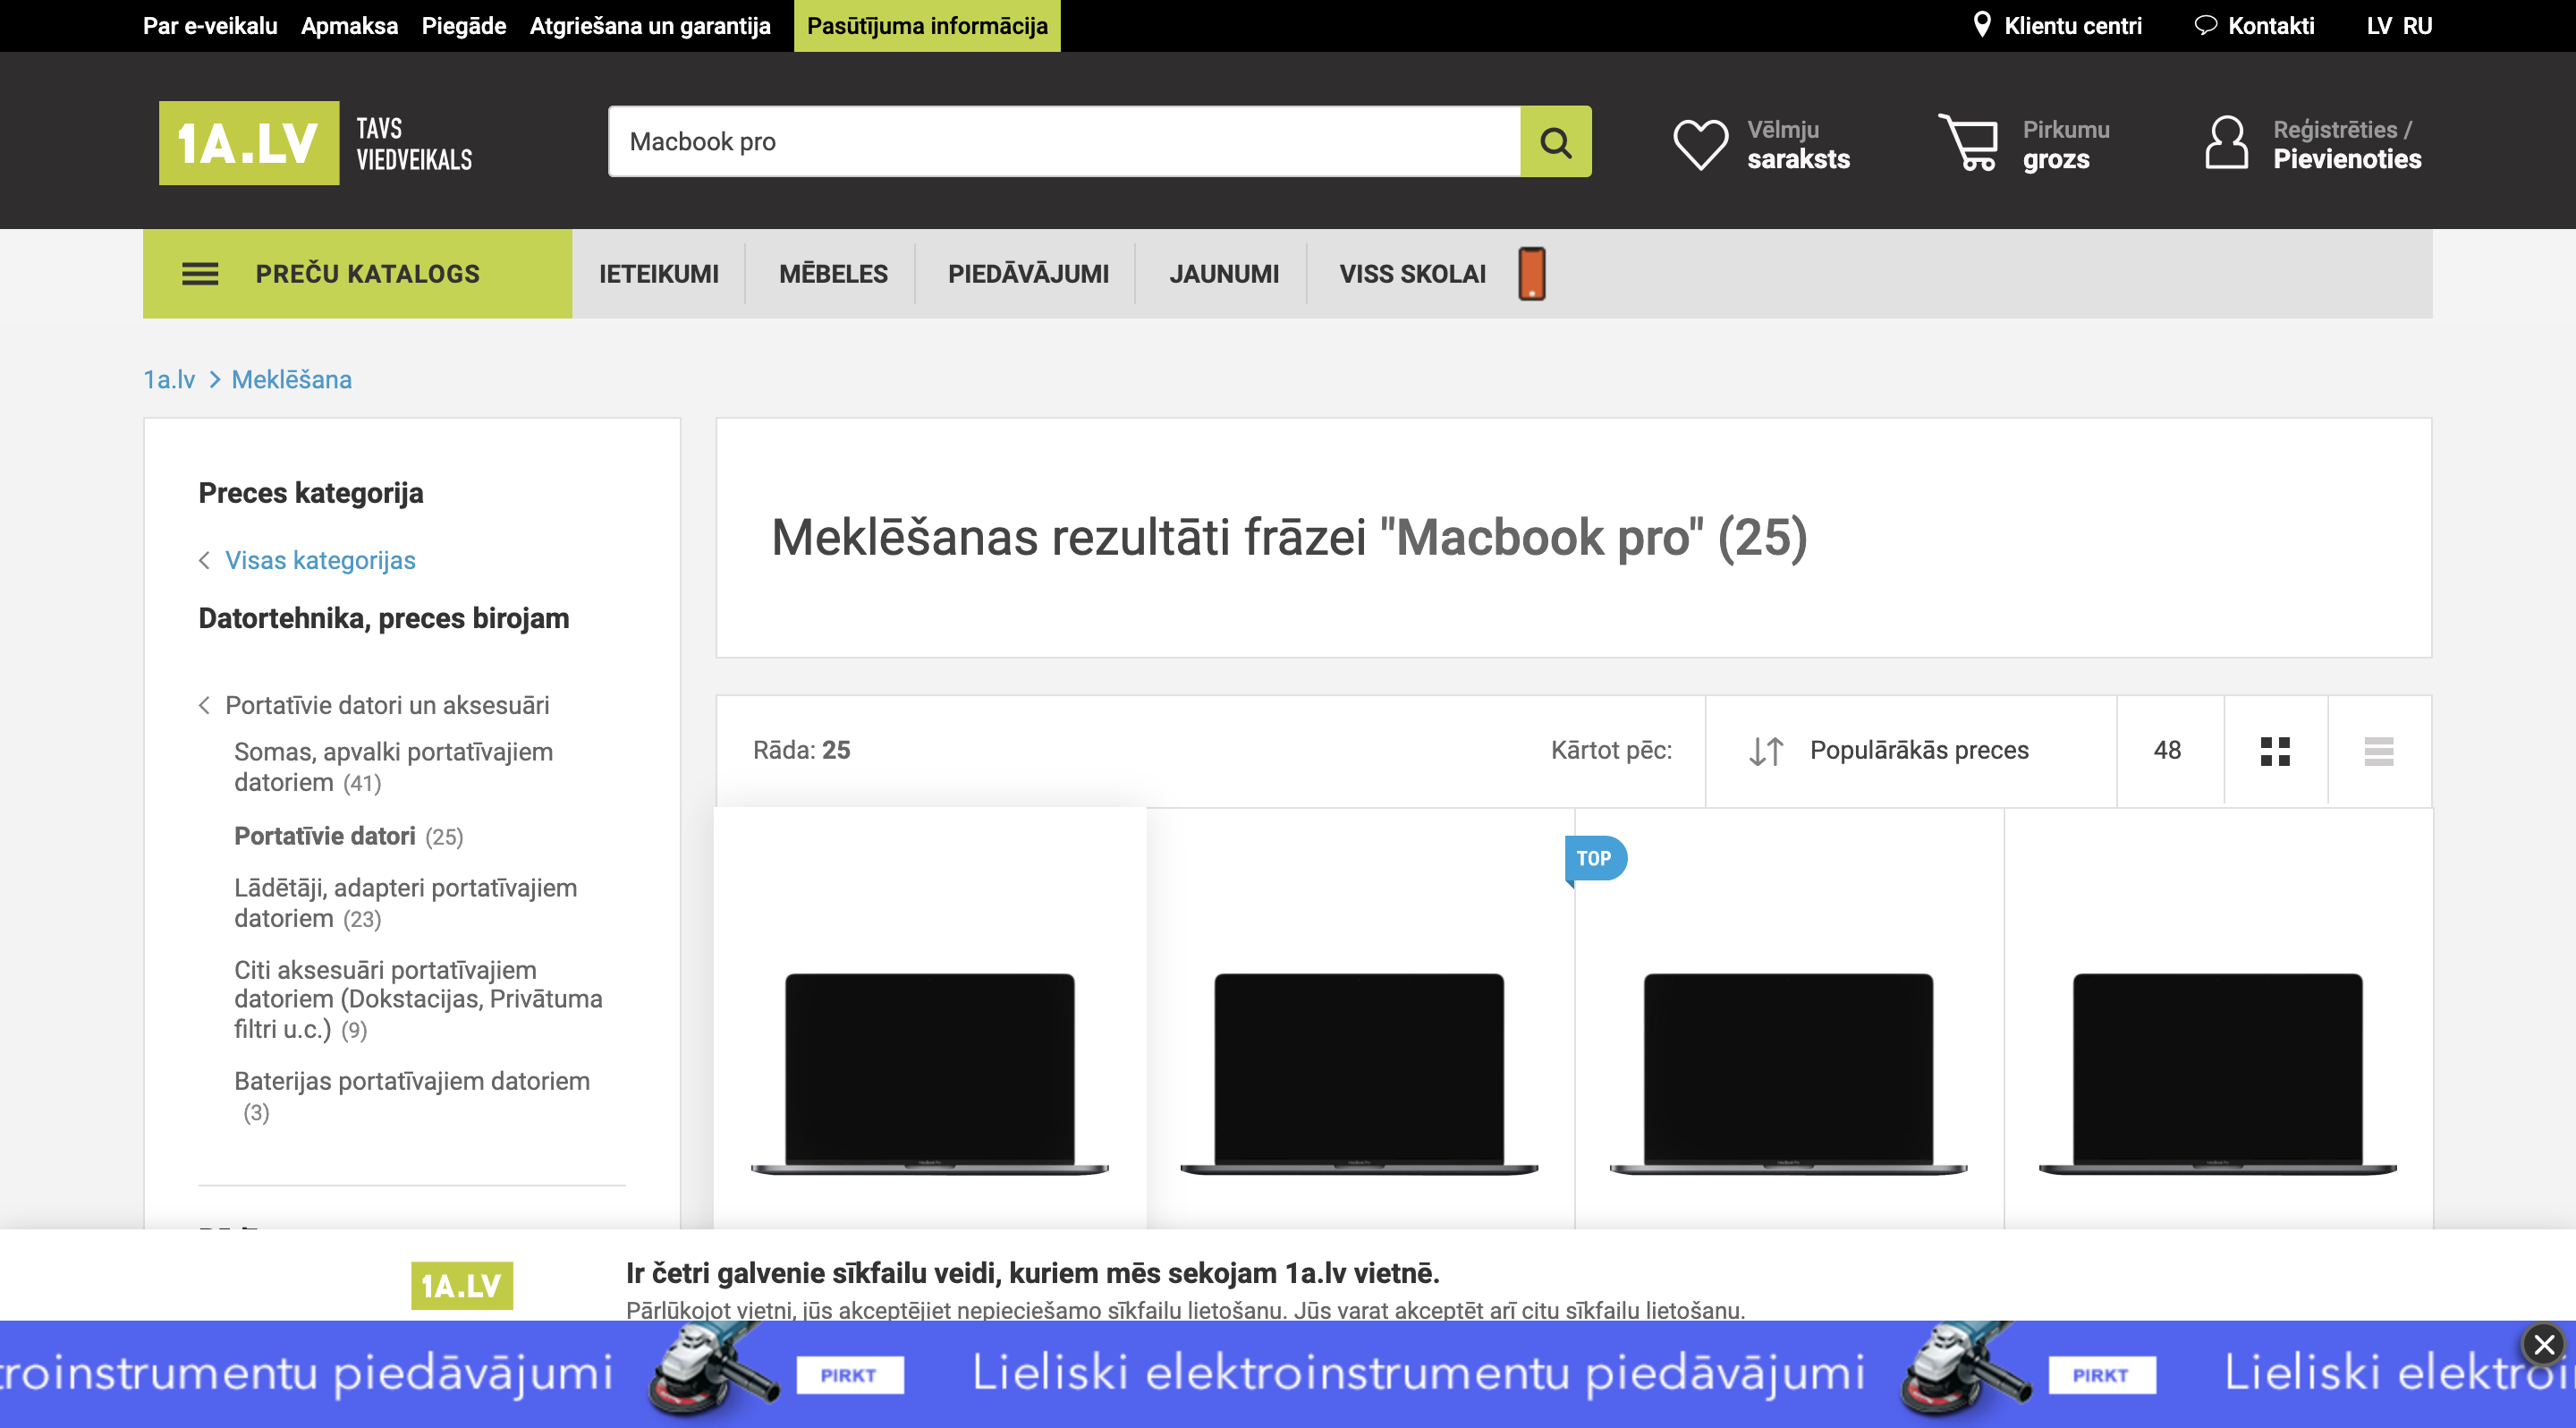 Par e-veikalu Apmaksa Piegāde Atgriešana un garantija Pasūtījuma informācija Klientu centri Kontakti LV RU
1A.LV TAVS
VIEDVEIKALS
Macbook pro
Vēlmju
saraksts
Pirkumu
grozs
Reģistrēties /
Pievienoties
PREČU KATALOGS IETEIKUMI MĒBELES PIEDĀVĀJUMI JAUNUMI VISS SKOLAI
1a.lv > Meklēšana
Preces kategorija
Visas kategorijas
Datortehnika, preces birojam
Portatīvie datori un aksesuāri
Somas, apvalki portatīvajiem
datoriem (41)
Portatīvie datori (25)
Lādētāji, adapteri portatīvajiem
datoriem (23)
Citi aksesuāri portatīvajiem
datoriem (Dokstacijas, Privātuma
filtri u.c.) (9)
Baterijas portatīvajiem datoriem
(3)
Meklēšanas rezultāti frāzei "Macbook pro" (25)
Rāda: 25 Kārtot pēc: Populārākās preces 48
TOP
1A.LV
Ir četri galvenie sīkfailu veidi, kuriem mēs sekojam 1a.lv vietnē.
Pārlūkojot vietni, jūs akceptējiet nepieciešamo sīkfailu lietošanu. Jūs varat akceptēt arī citu sīkfailu lietošanu.
troinstrumentu piedāvājumi PIRKT Lieliski elektroinstrumentu piedāvājumi PIRKT Lieliski elektroi